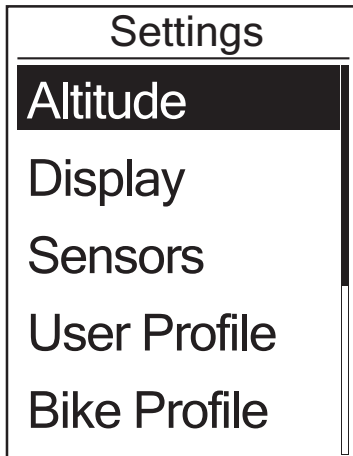 Settings
Altitude
Display
Sensors
User Profile
Bike Profile